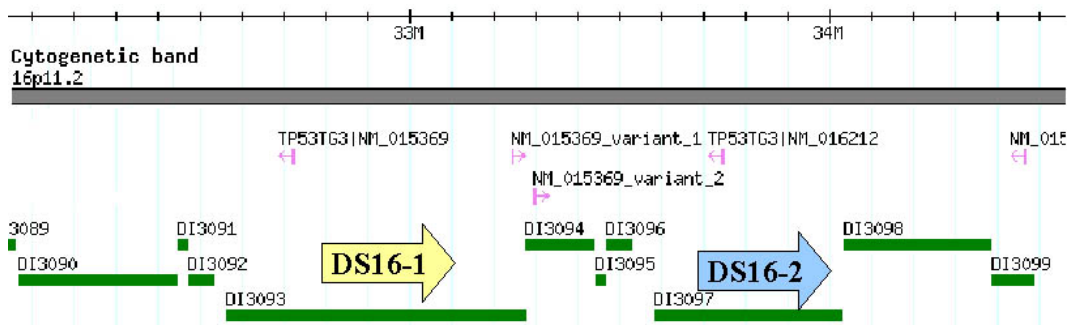 33M 34M
Cytogenetic band
16p11.2
TP53TG3|NM_015369 NM_015369_variant_1 TP53TG3|NM_016212 NM_015
NM_015369_variant_2
3089 DI3091 DI3094 DI3096 DI3098
DI3090 DI3092 DS16-1 DI3095 DS16-2 DI3099
DI3093 DI3097